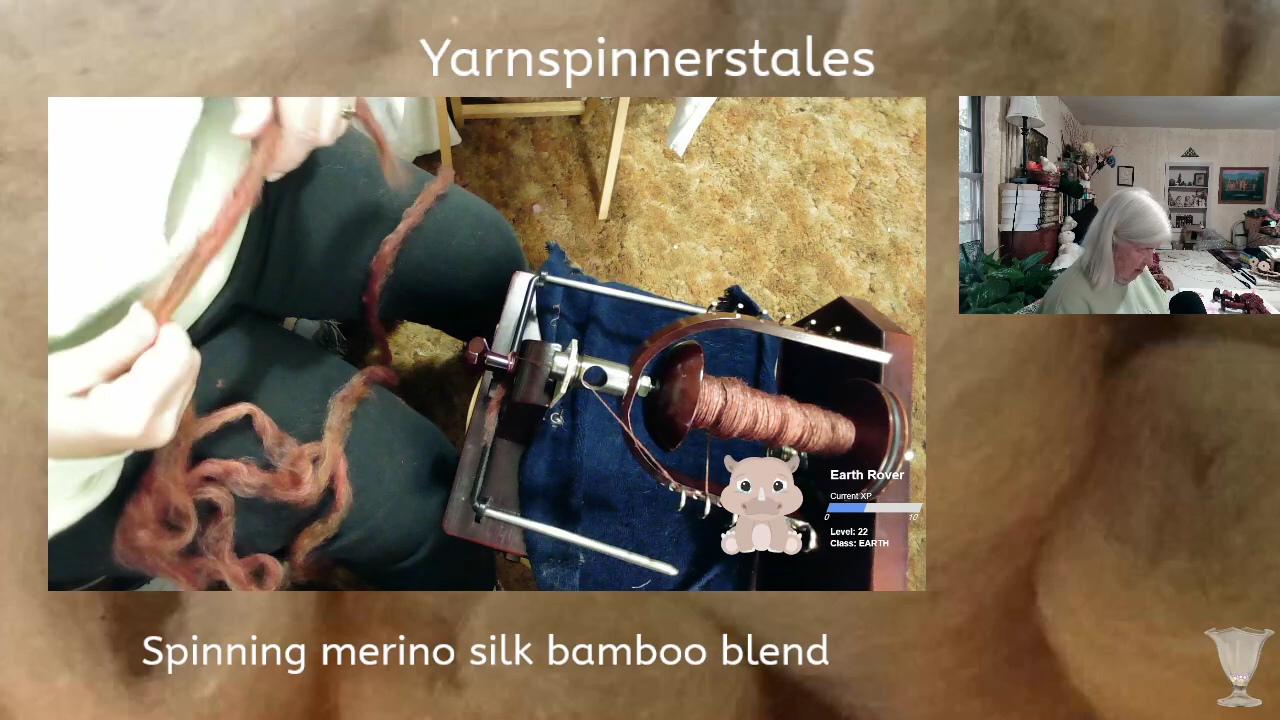 Yarnspinnerstales
Earth Rover
Current XP
0 10
Level: 22
Class: EARTH
Spinning merino silk bamboo blend